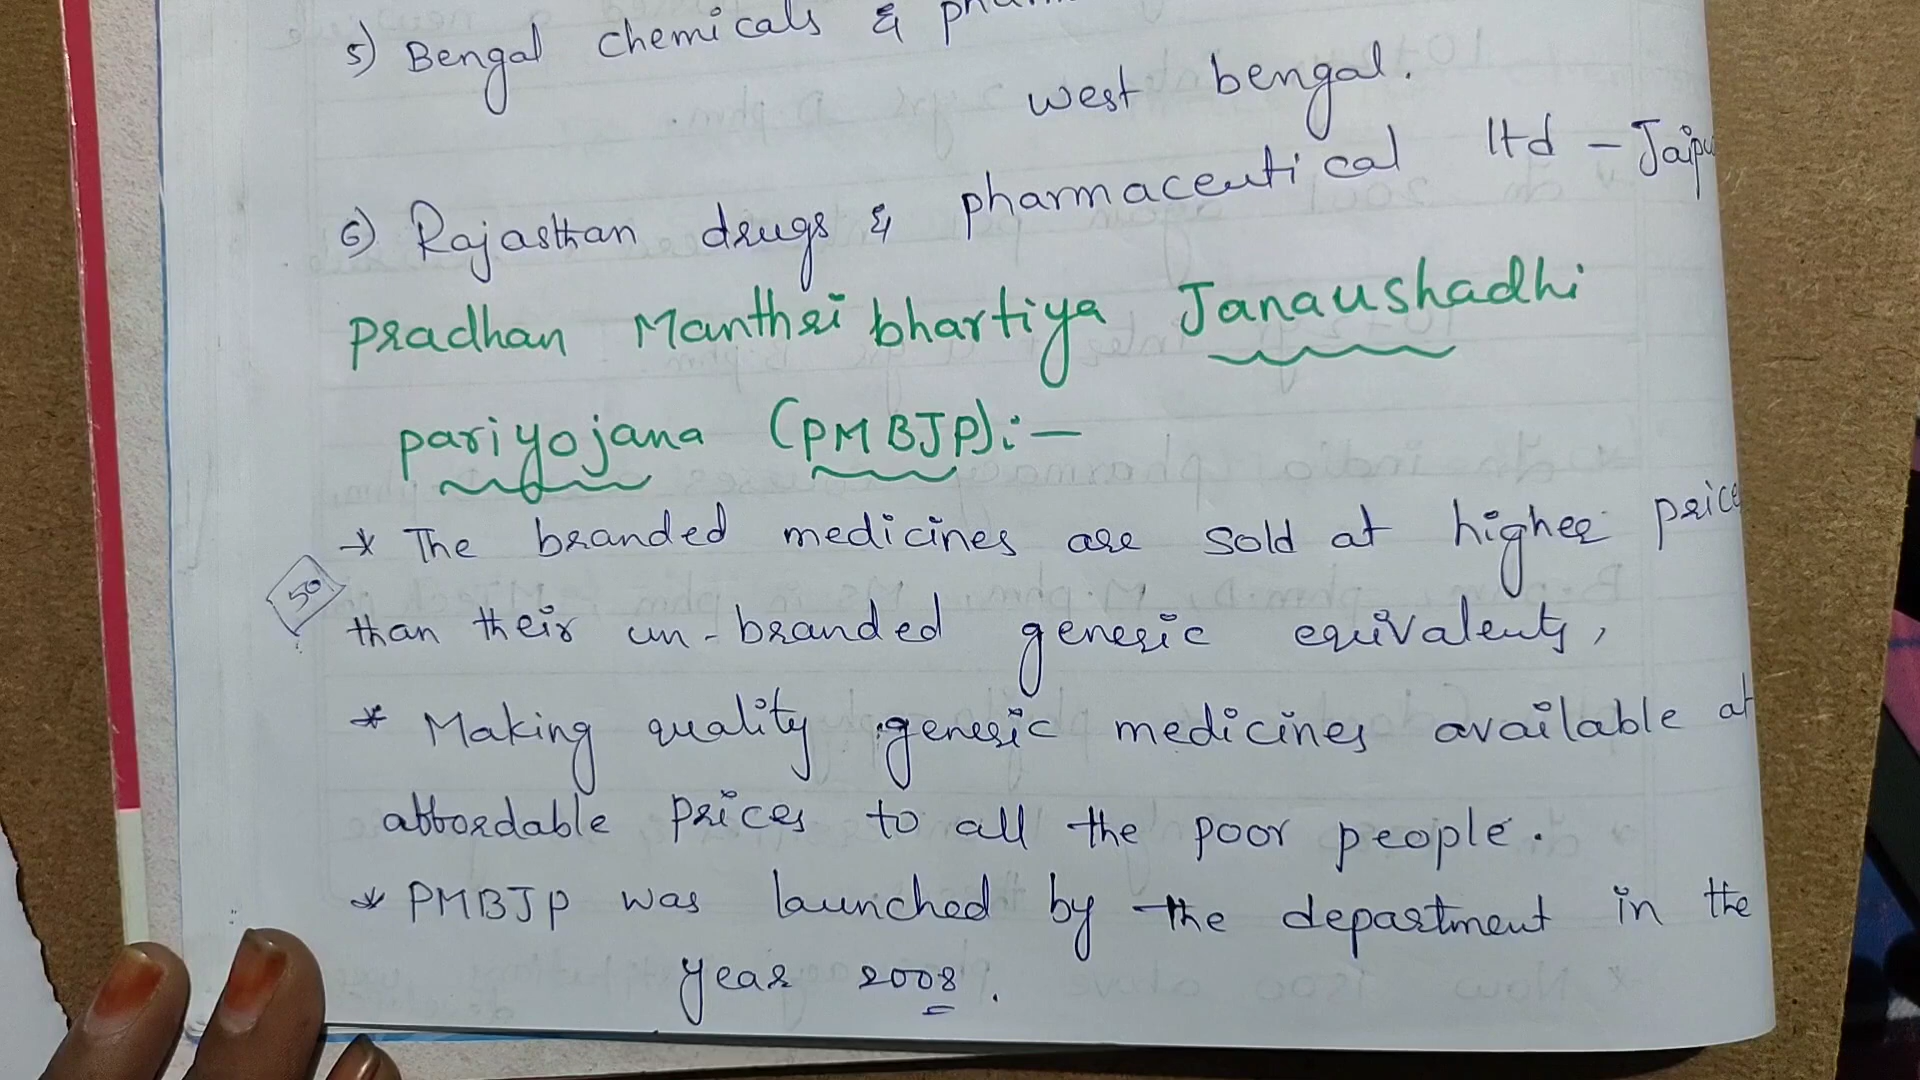 5) Bengal chemicals &
west bengal.
6) Rajasthan drugs & pharmaceutical ltd -
Pradhan Manthri bhartiya Janaushadhi
pariyojana (PMBJP):-
* The branded medicines are sold at higher price
50
than their un-branded generic equivalents,
* Making quality generic medicines available at
affordable prices to all the poor people.
* PMBJP was launched by the department in the
year 2008.